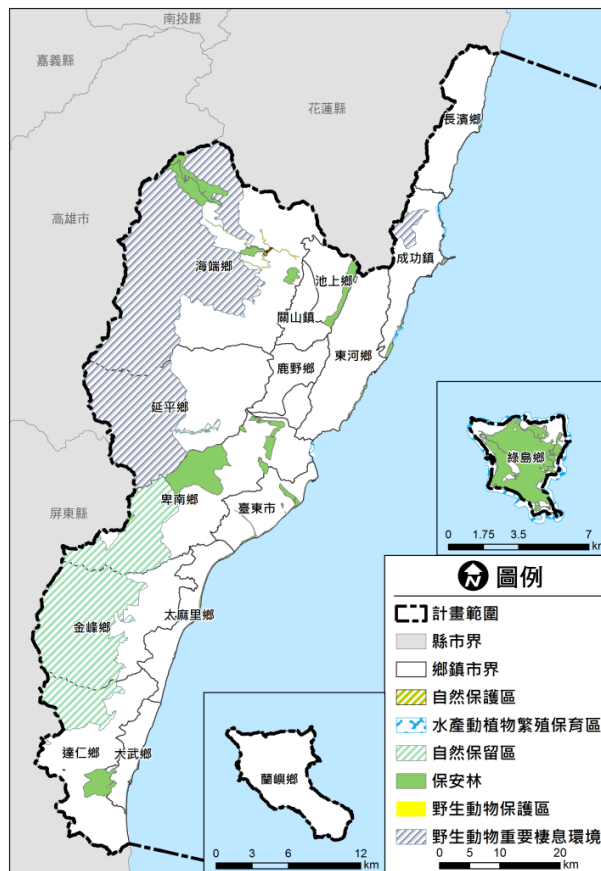 南投縣
嘉義縣
花蓮縣
長濱鄉
高雄市
成功鎮
海端鄉
池上鄉
關山鎮
東河鄉
鹿野鄉
延平鄉
綠島鄉
卑南鄉
臺東市
屏東縣
0 1.75 3.5 7
km
圖例
計畫範圍
太麻里鄉
金峰鄉
縣市界
鄉鎮市界
自然保護區
水產動植物繁殖保育區
達仁鄉
大武鄉
自然保留區
蘭嶼鄉
保安林
野生動物保護區
野生動物重要棲息環境
0 3 6 12
km
0 10 20
km